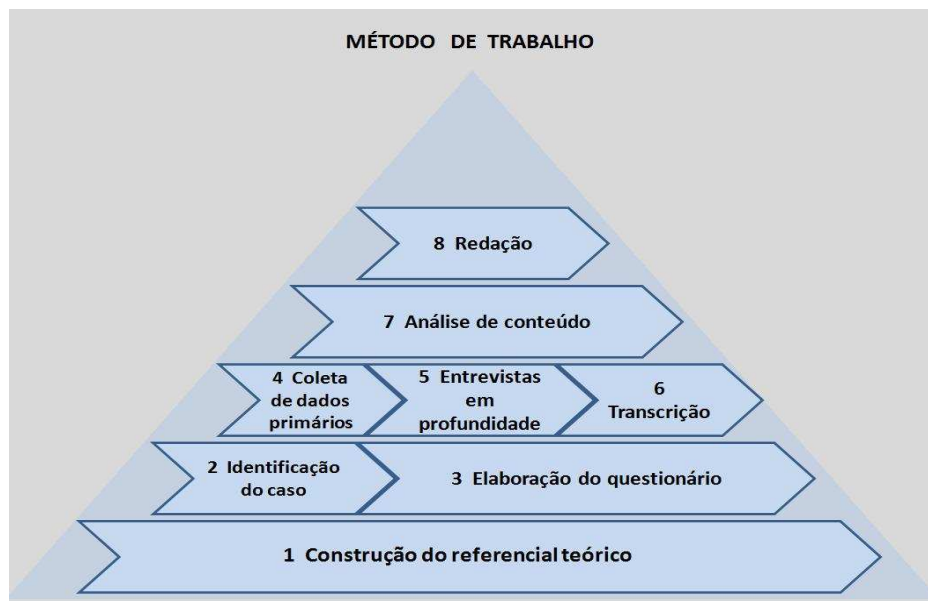 MÉTODO DE TRABALHO
8 Redação
7 Análise de conteúdo
4 Coleta
de dados
primários
5 Entrevistas
em
profundidade
6
Transcrição
2 Identificação
do caso
3 Elaboração do questionário
1 Construção do referencial teórico